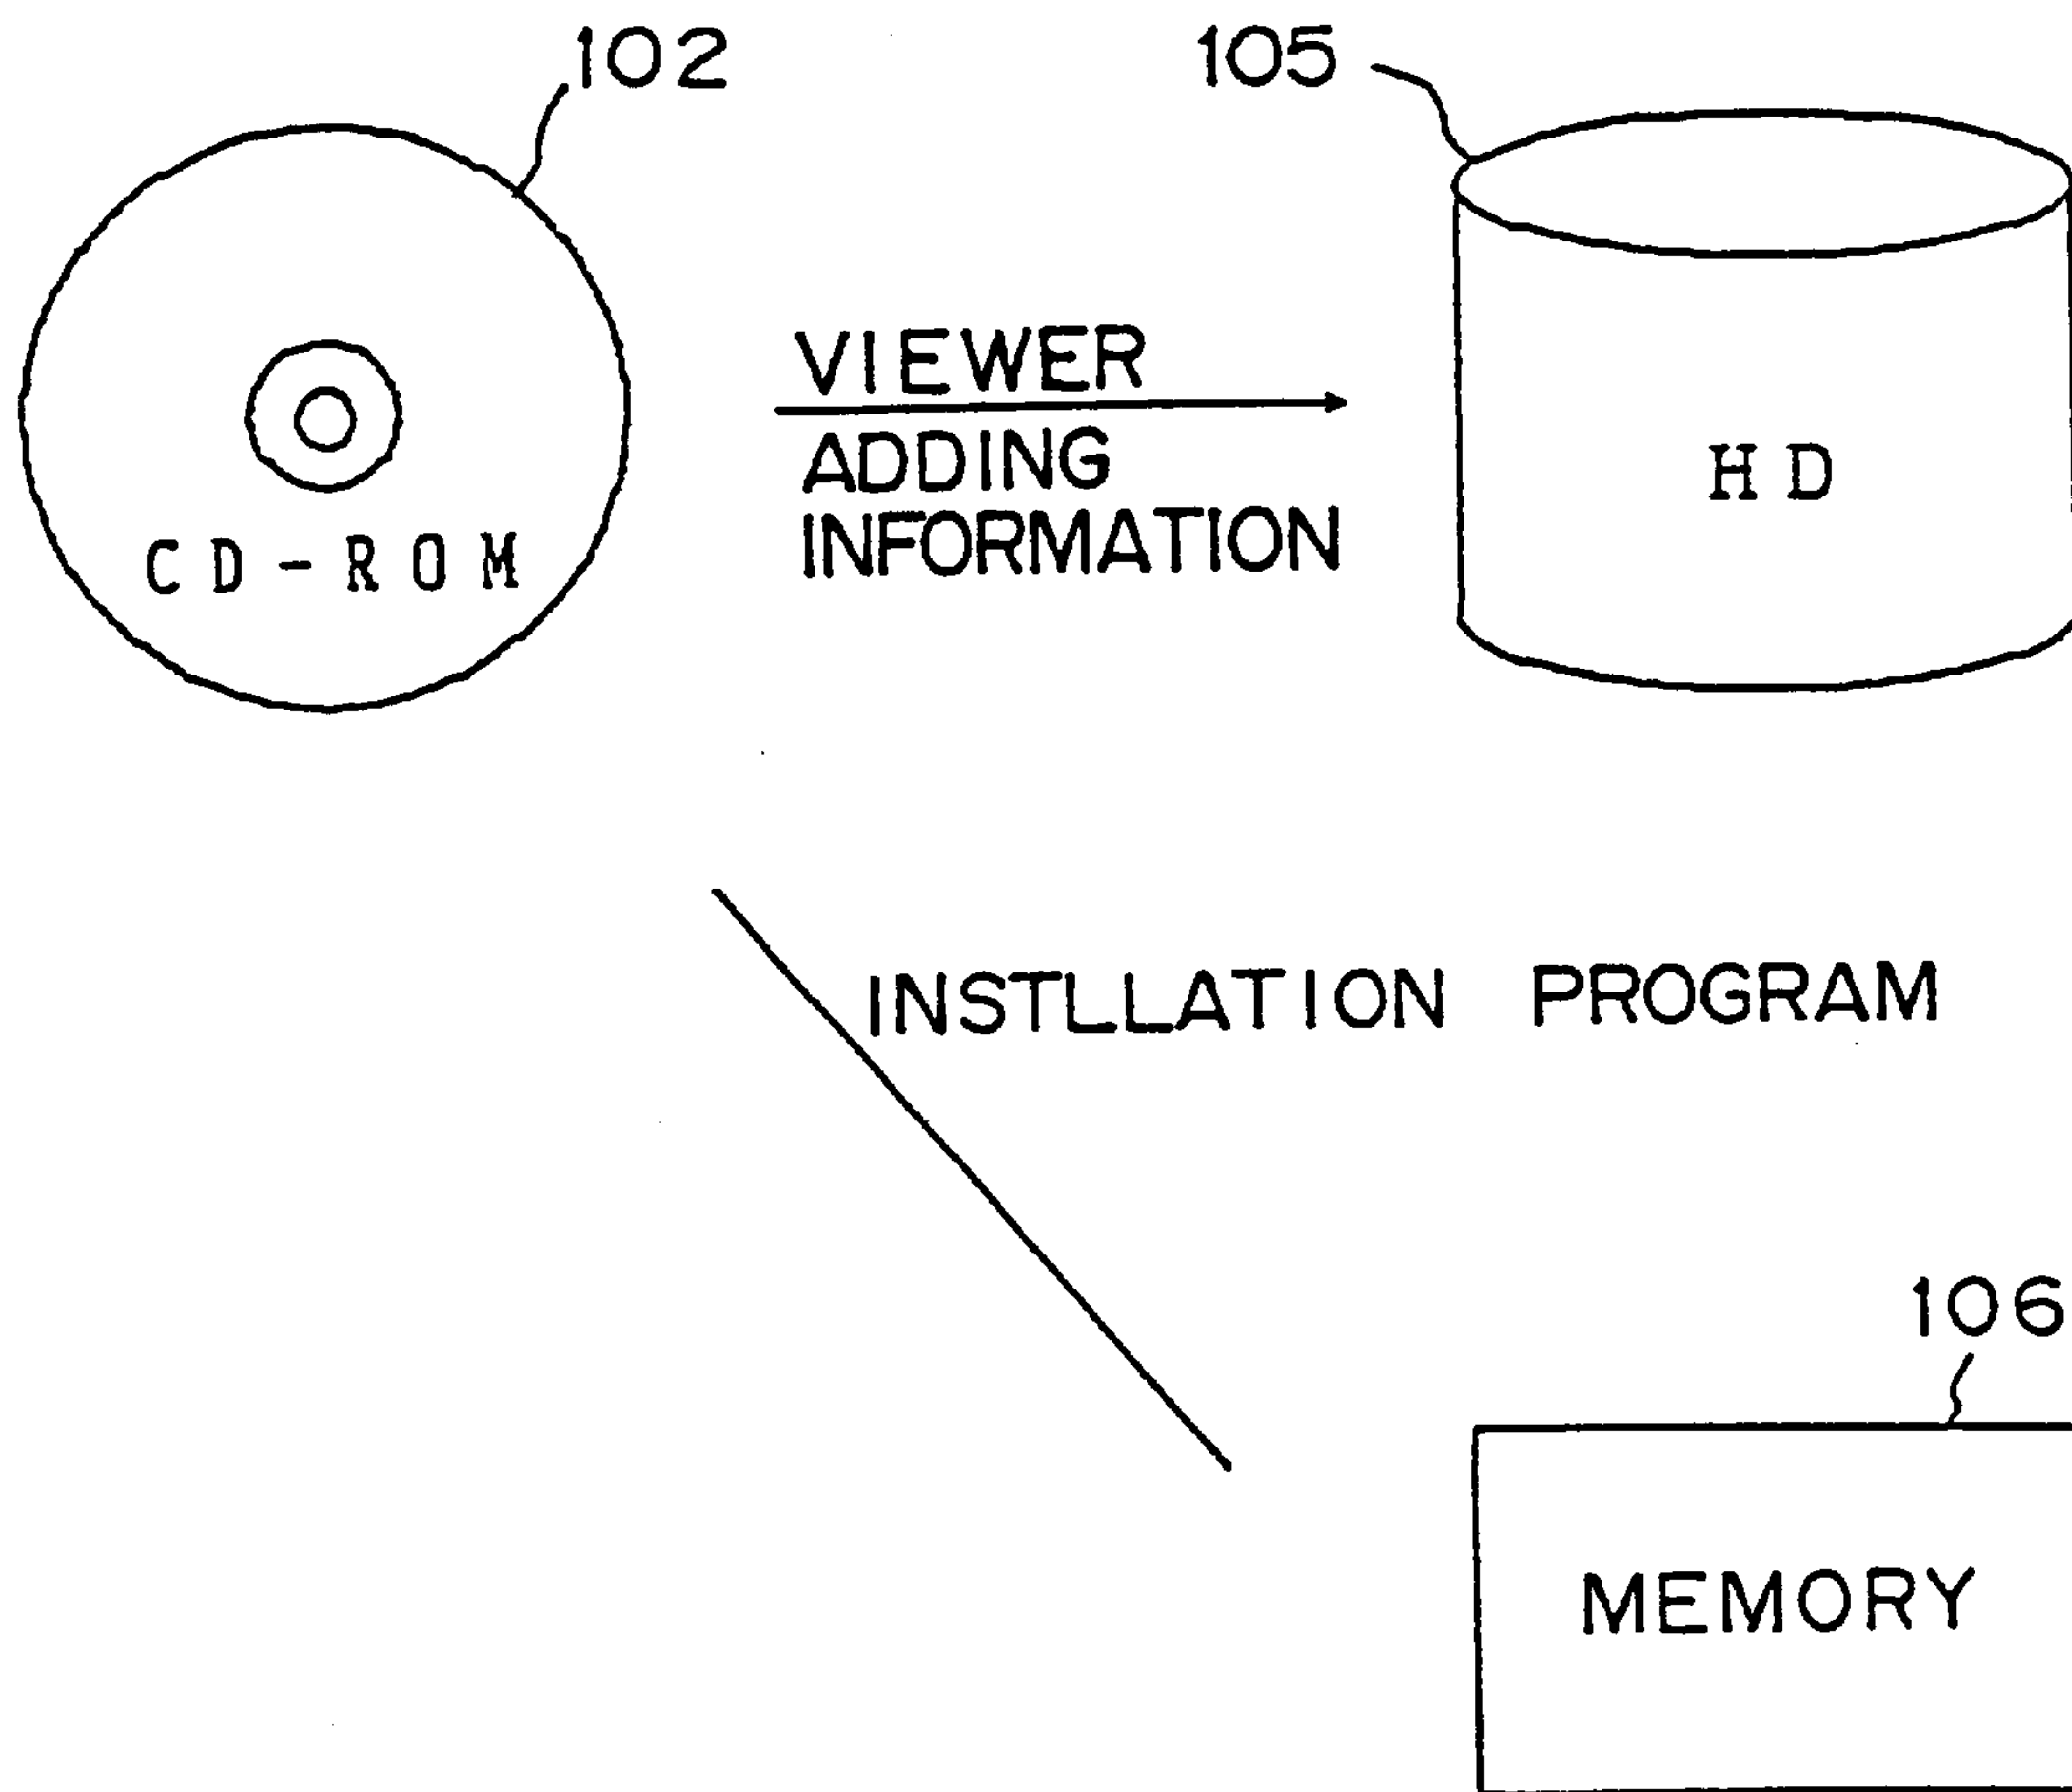 102
105
VIEWER
ADDING
INFORMATION
CD-ROM
HD
INSTLLATION PROGRAM
106
MEMORY